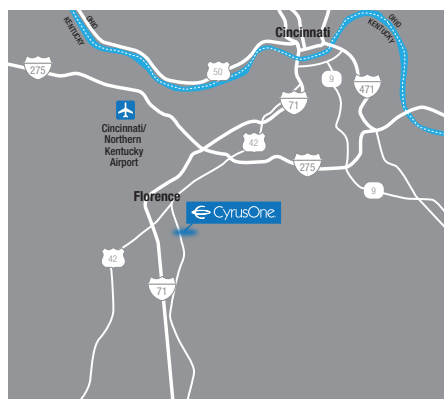 OHIO
KENTUCKY
OHIO
KENTUCKY
Cincinnati
275
50
71
9
471
Cincinnati/
Northern
Kentucky
Airport
42
275
9
Florence
CyrusOne
42
71